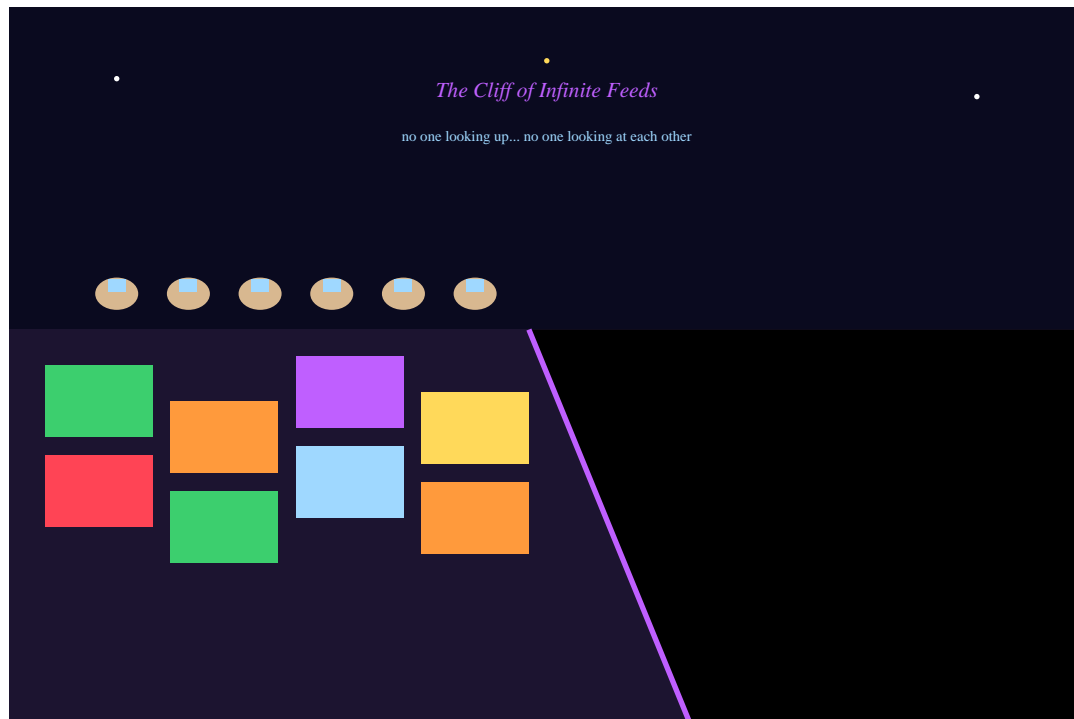 The Cliff of Infinite Feeds
no one looking up... no one looking at each other